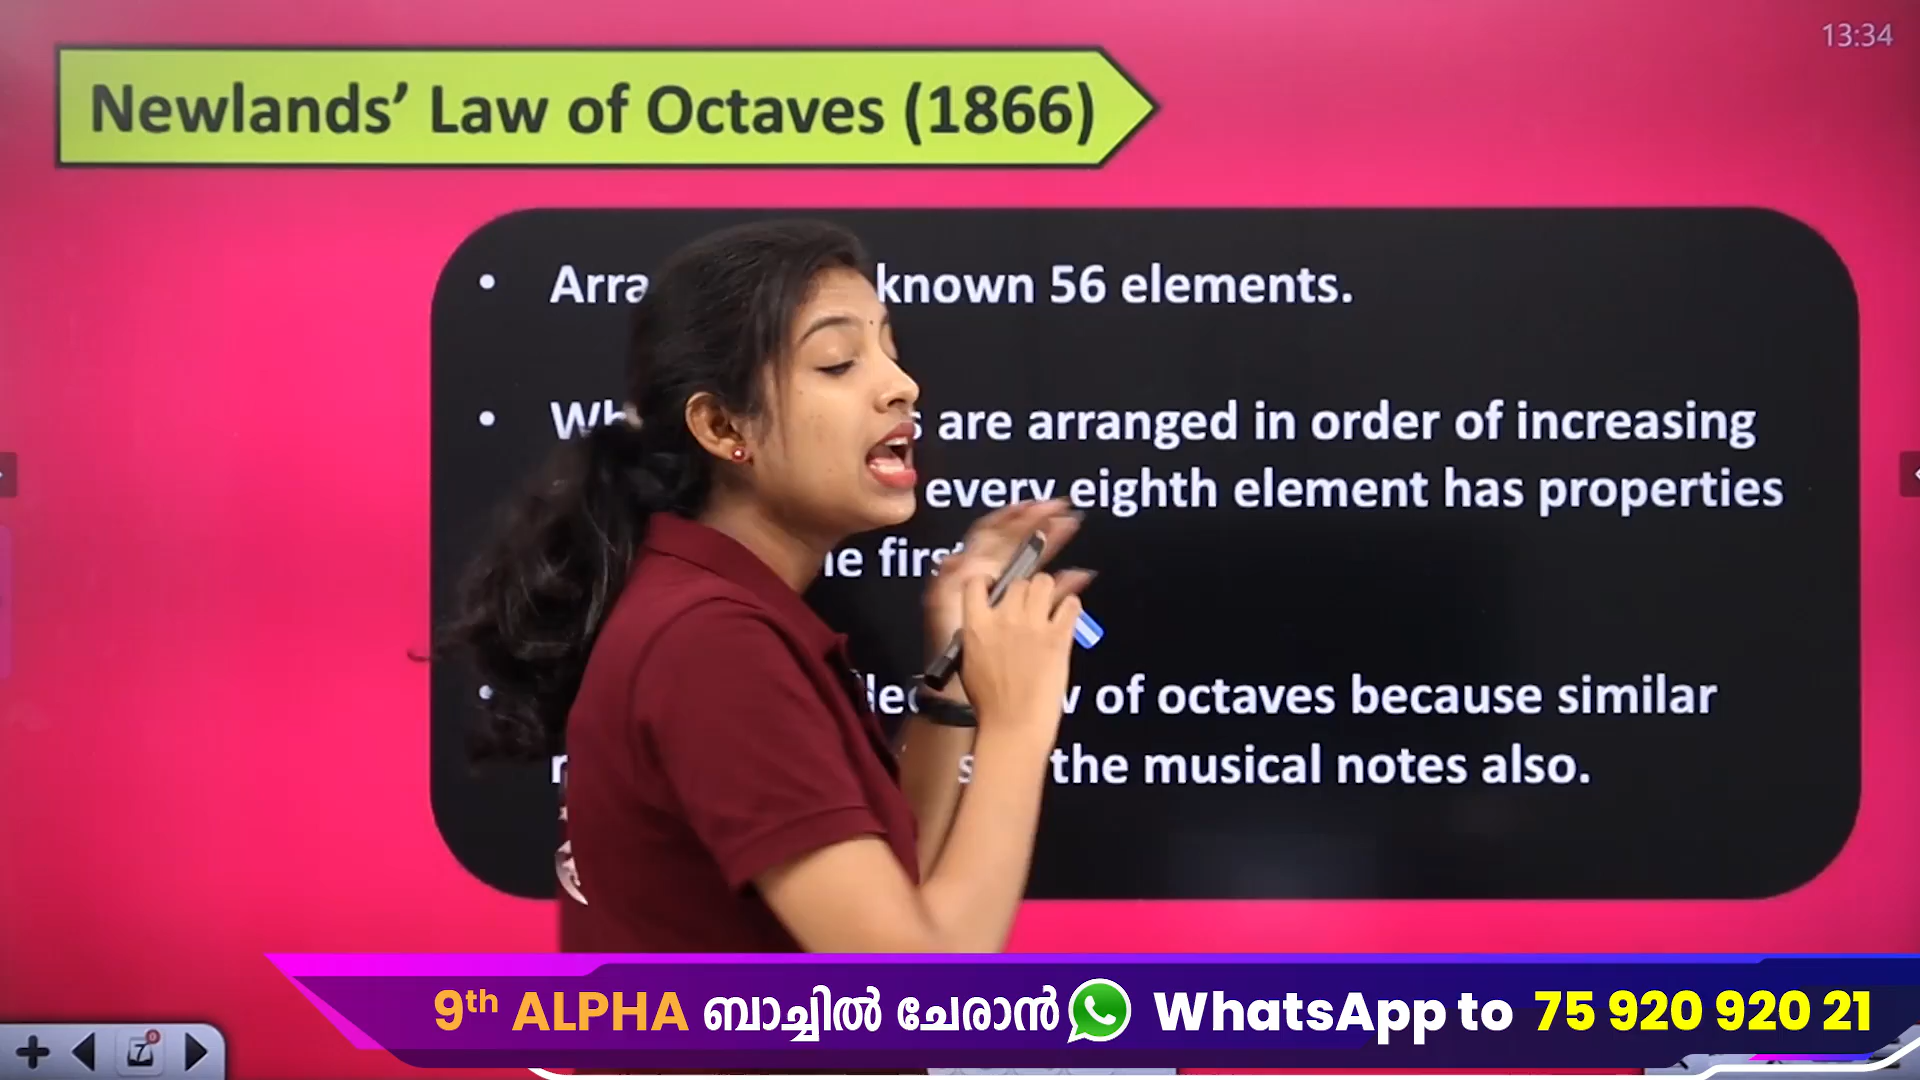 13:34
Newlands’ Law of Octaves (1866)
• known 56 elements.
• are arranged in order of increasing
every eighth element has properties
• of octaves because similar
the musical notes also.
9th ALPHA ബാച്ചിൽ ചേരാൻ WhatsApp to 75 920 920 21
7